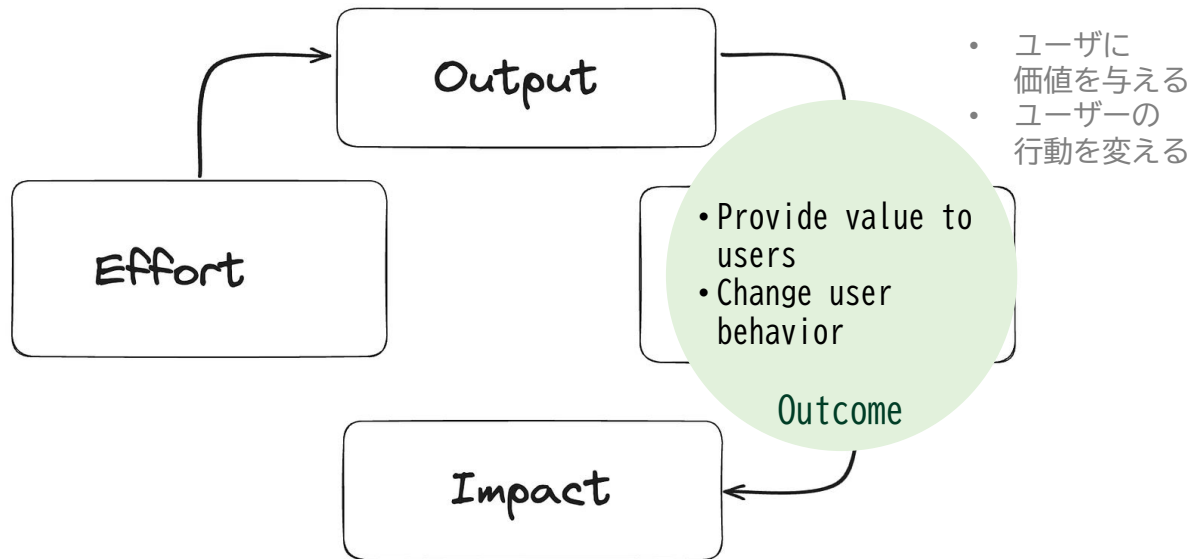 Output
• ユーザに
価値を与える
• ユーザーの
行動を変える
Effort
•Provide value to
users
•Change user
behavior
Outcome
Impact